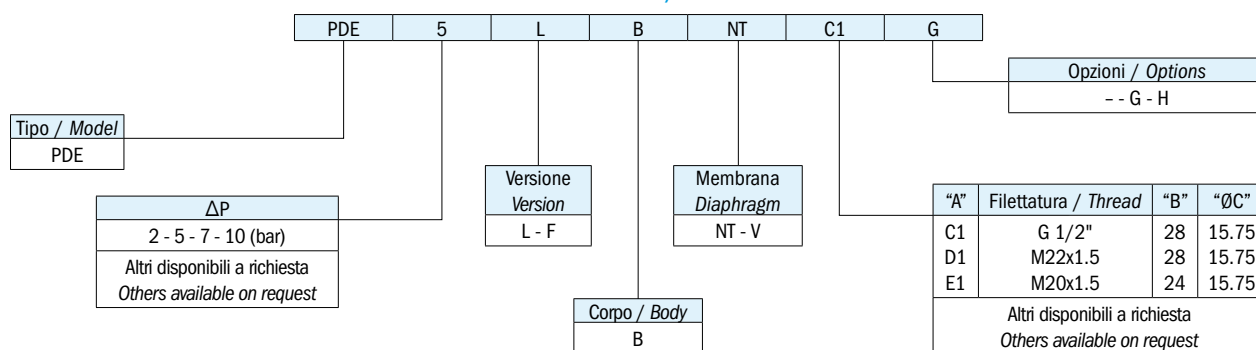 PDE 5 L B NT C1 G
Opzioni / Options
– - G - H
Tipo / Model
PDE
ΔP
2 - 5 - 7 - 10 (bar)
Altri disponibili a richiesta
Others available on request
Versione
Version
L - F
Corpo / Body
B
Membrana
Diaphragm
NT - V
“A” Filettatura / Thread “B” “ØC”
C1 G 1/2" 28 15.75
D1 M22x1.5 28 15.75
E1 M20x1.5 24 15.75
Altri disponibili a richiesta
Others available on request